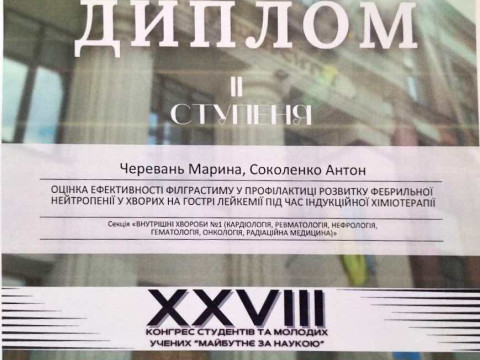 ДИПЛОМ
II
СТУПЕНЯ
Черевань Марина, Соколенко Антон
ОЦІНКА ЕФЕКТИВНОСТІ ФІЛГРАСТИМУ У ПРОФІЛАКТИЦІ РОЗВИТКУ ФЕБРИЛЬНОЇ
НЕЙТРОПЕНІЇ У ХВОРИХ НА ГОСТРІ ЛЕЙКЕМІЇ ПІД ЧАС ІНДУКЦІЙНОЇ ХІМІОТЕРАПІЇ
Секція «ВНУТРІШНІ ХВОРОБИ №1 (КАРДІОЛОГІЯ, РЕВМАТОЛОГІЯ, НЕФРОЛОГІЯ,
ГЕМАТОЛОГІЯ, ОНКОЛОГІЯ, РАДІАЦІЙНА МЕДИЦИНА)»
XXVIII
КОНГРЕС СТУДЕНТІВ ТА МОЛОДИХ
УЧЕНИХ "МАЙБУТНЄ ЗА НАУКОЮ"